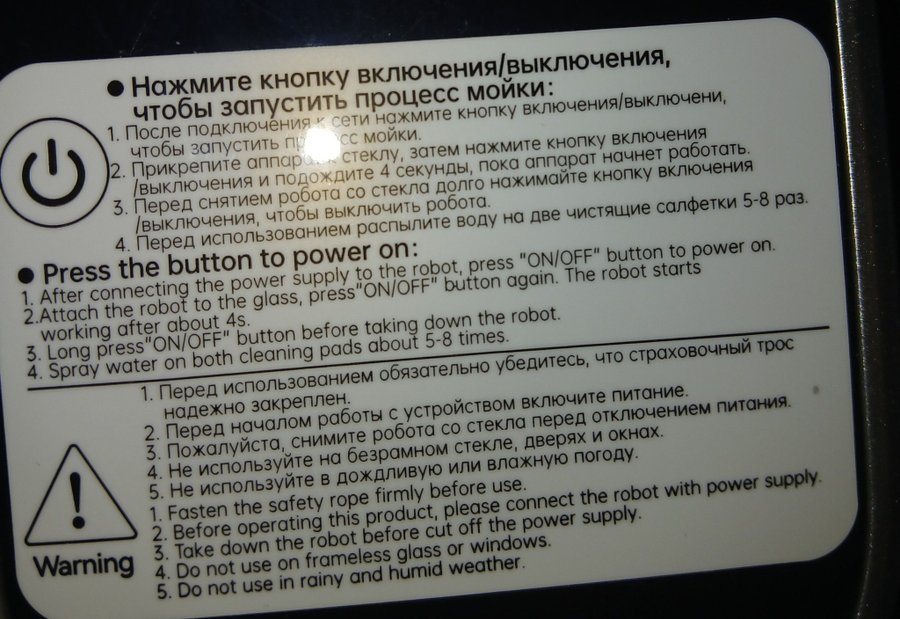 ● Нажмите кнопку включения/выключения,
чтобы запустить процесс мойки:
1. После подключения к сети нажмите кнопку включения/выключени,
чтобы запустить процесс мойки.
2. Прикрепите аппарат стеклу, затем нажмите кнопку включения
/выключения и подождите 4 секунды, пока аппарат начнет работать.
3. Перед снятием робота со стекла долго нажимайте кнопку включения
/выключения, чтобы выключить робота.
4. Перед использованием распылите воду на две чистящие салфетки 5-8 раз.
● Press the button to power on:
1. After connecting the power supply to the robot, press "ON/OFF" button to power on.
2.Attach the robot to the glass, press"ON/OFF" button again. The robot starts
working after about 4s.
3. Long press"ON/OFF" button before taking down the robot.
4. Spray water on both cleaning pads about 5-8 times.
1. Перед использованием обязательно убедитесь, что страховочный трос
надежно закреплен.
2. Перед началом работы с устройством включите питание.
3. Пожалуйста, снимите робота со стекла перед отключением питания.
4. Не используйте на безрамном стекле, дверях и окнах.
5. Не используйте в дождливую или влажную погоду.
1. Fasten the safety rope firmly before use.
2. Before operating this product, please connect the robot with power supply.
3. Take down the robot before cut off the power supply.
4. Do not use on frameless glass or windows.
5. Do not use in rainy and humid weather.
Warning